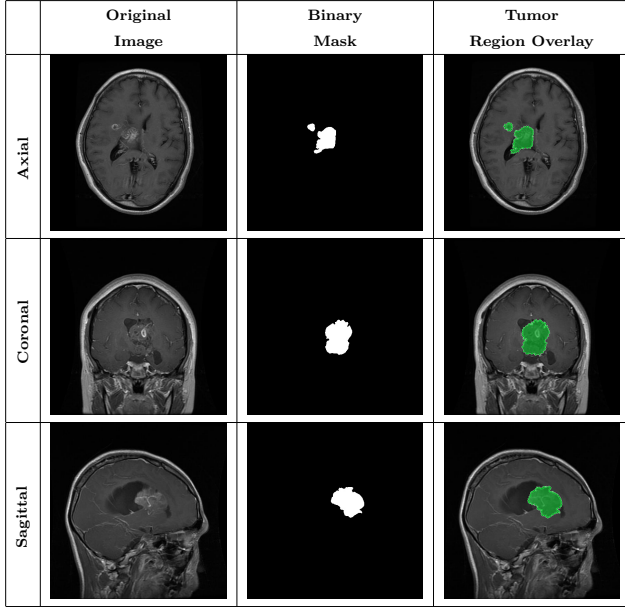 Original
Image
Binary
Mask
Tumor
Region Overlay
Axial
Coronal
Sagittal